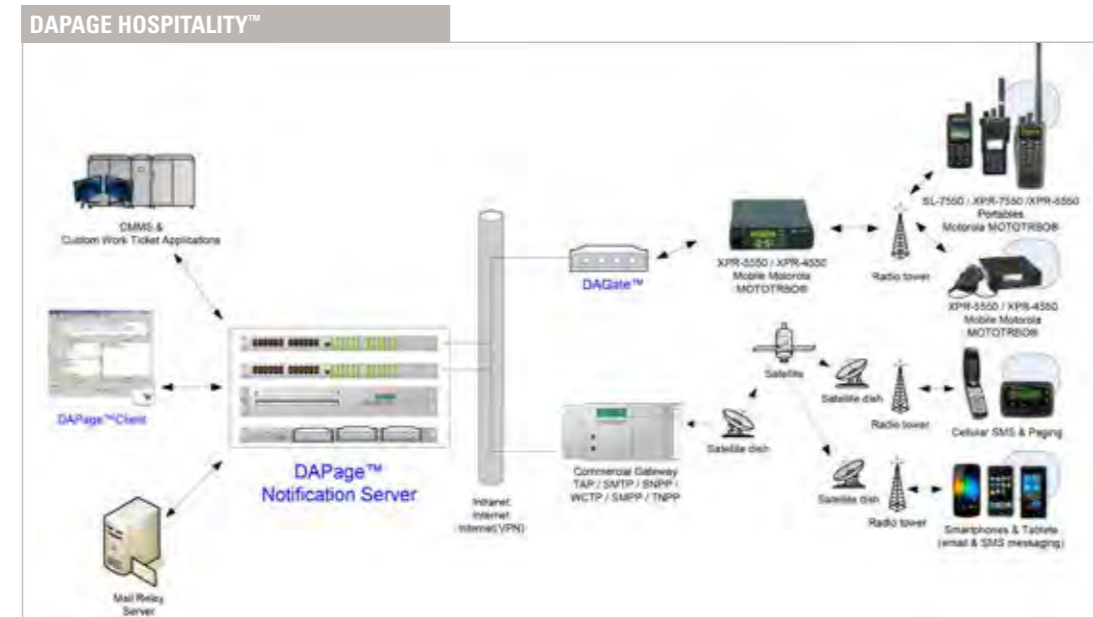 DAPAGE HOSPITALITY™
CMMS &
Custom Work Ticket Applications
DAPage™Client
DAPage™
Notification Server
Mail Relay
Server
Intranet
Internet
Internet(VPN)
DAGate™
XPR-5550 / XPR-4550
Mobile Motorola
MOTOTRBO®
Radio tower
SL-7550 / XPR-7550 /XPR-6550
Portables
Motorola MOTOTRBO®
XPR-5550 / XPR-4550
Mobile Motorola
MOTOTRBO®
Commercial Gateway
TAP / SMTP / SNPP /
WCTP / SMPP / TNPP
Satellite dish
Satellite
Satellite dish
Radio tower
Cellular SMS & Paging
Satellite dish
Radio tower
Smartphones & Tablets
(email & SMS messaging)